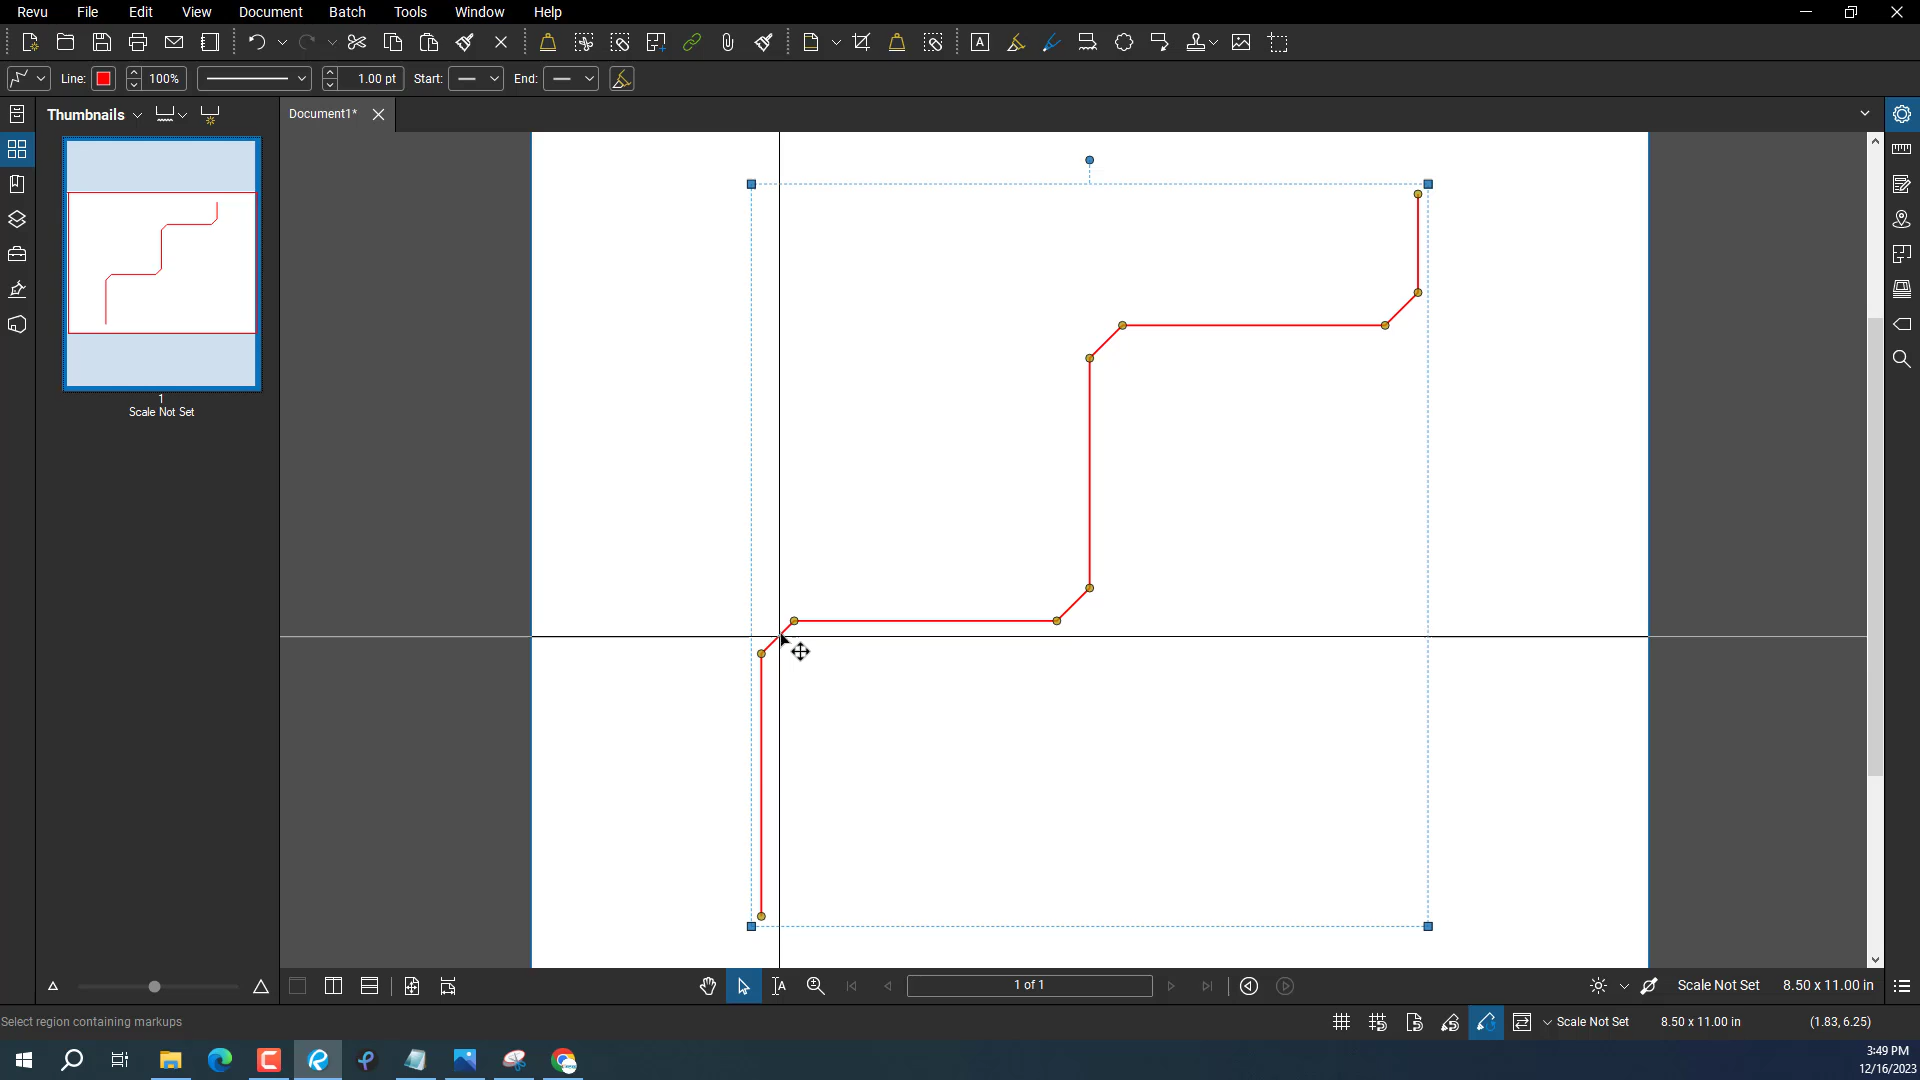 Revu File Edit View Document Batch Tools Window Help
Line: 100% 1.00 pt Start: End:
Thumbnails
Document1*
1
Scale Not Set
1 of 1
Scale Not Set 8.50 x 11.00 in
Select region containing markups
Scale Not Set 8.50 x 11.00 in (1.83, 6.25)
3:49 PM
12/16/2023